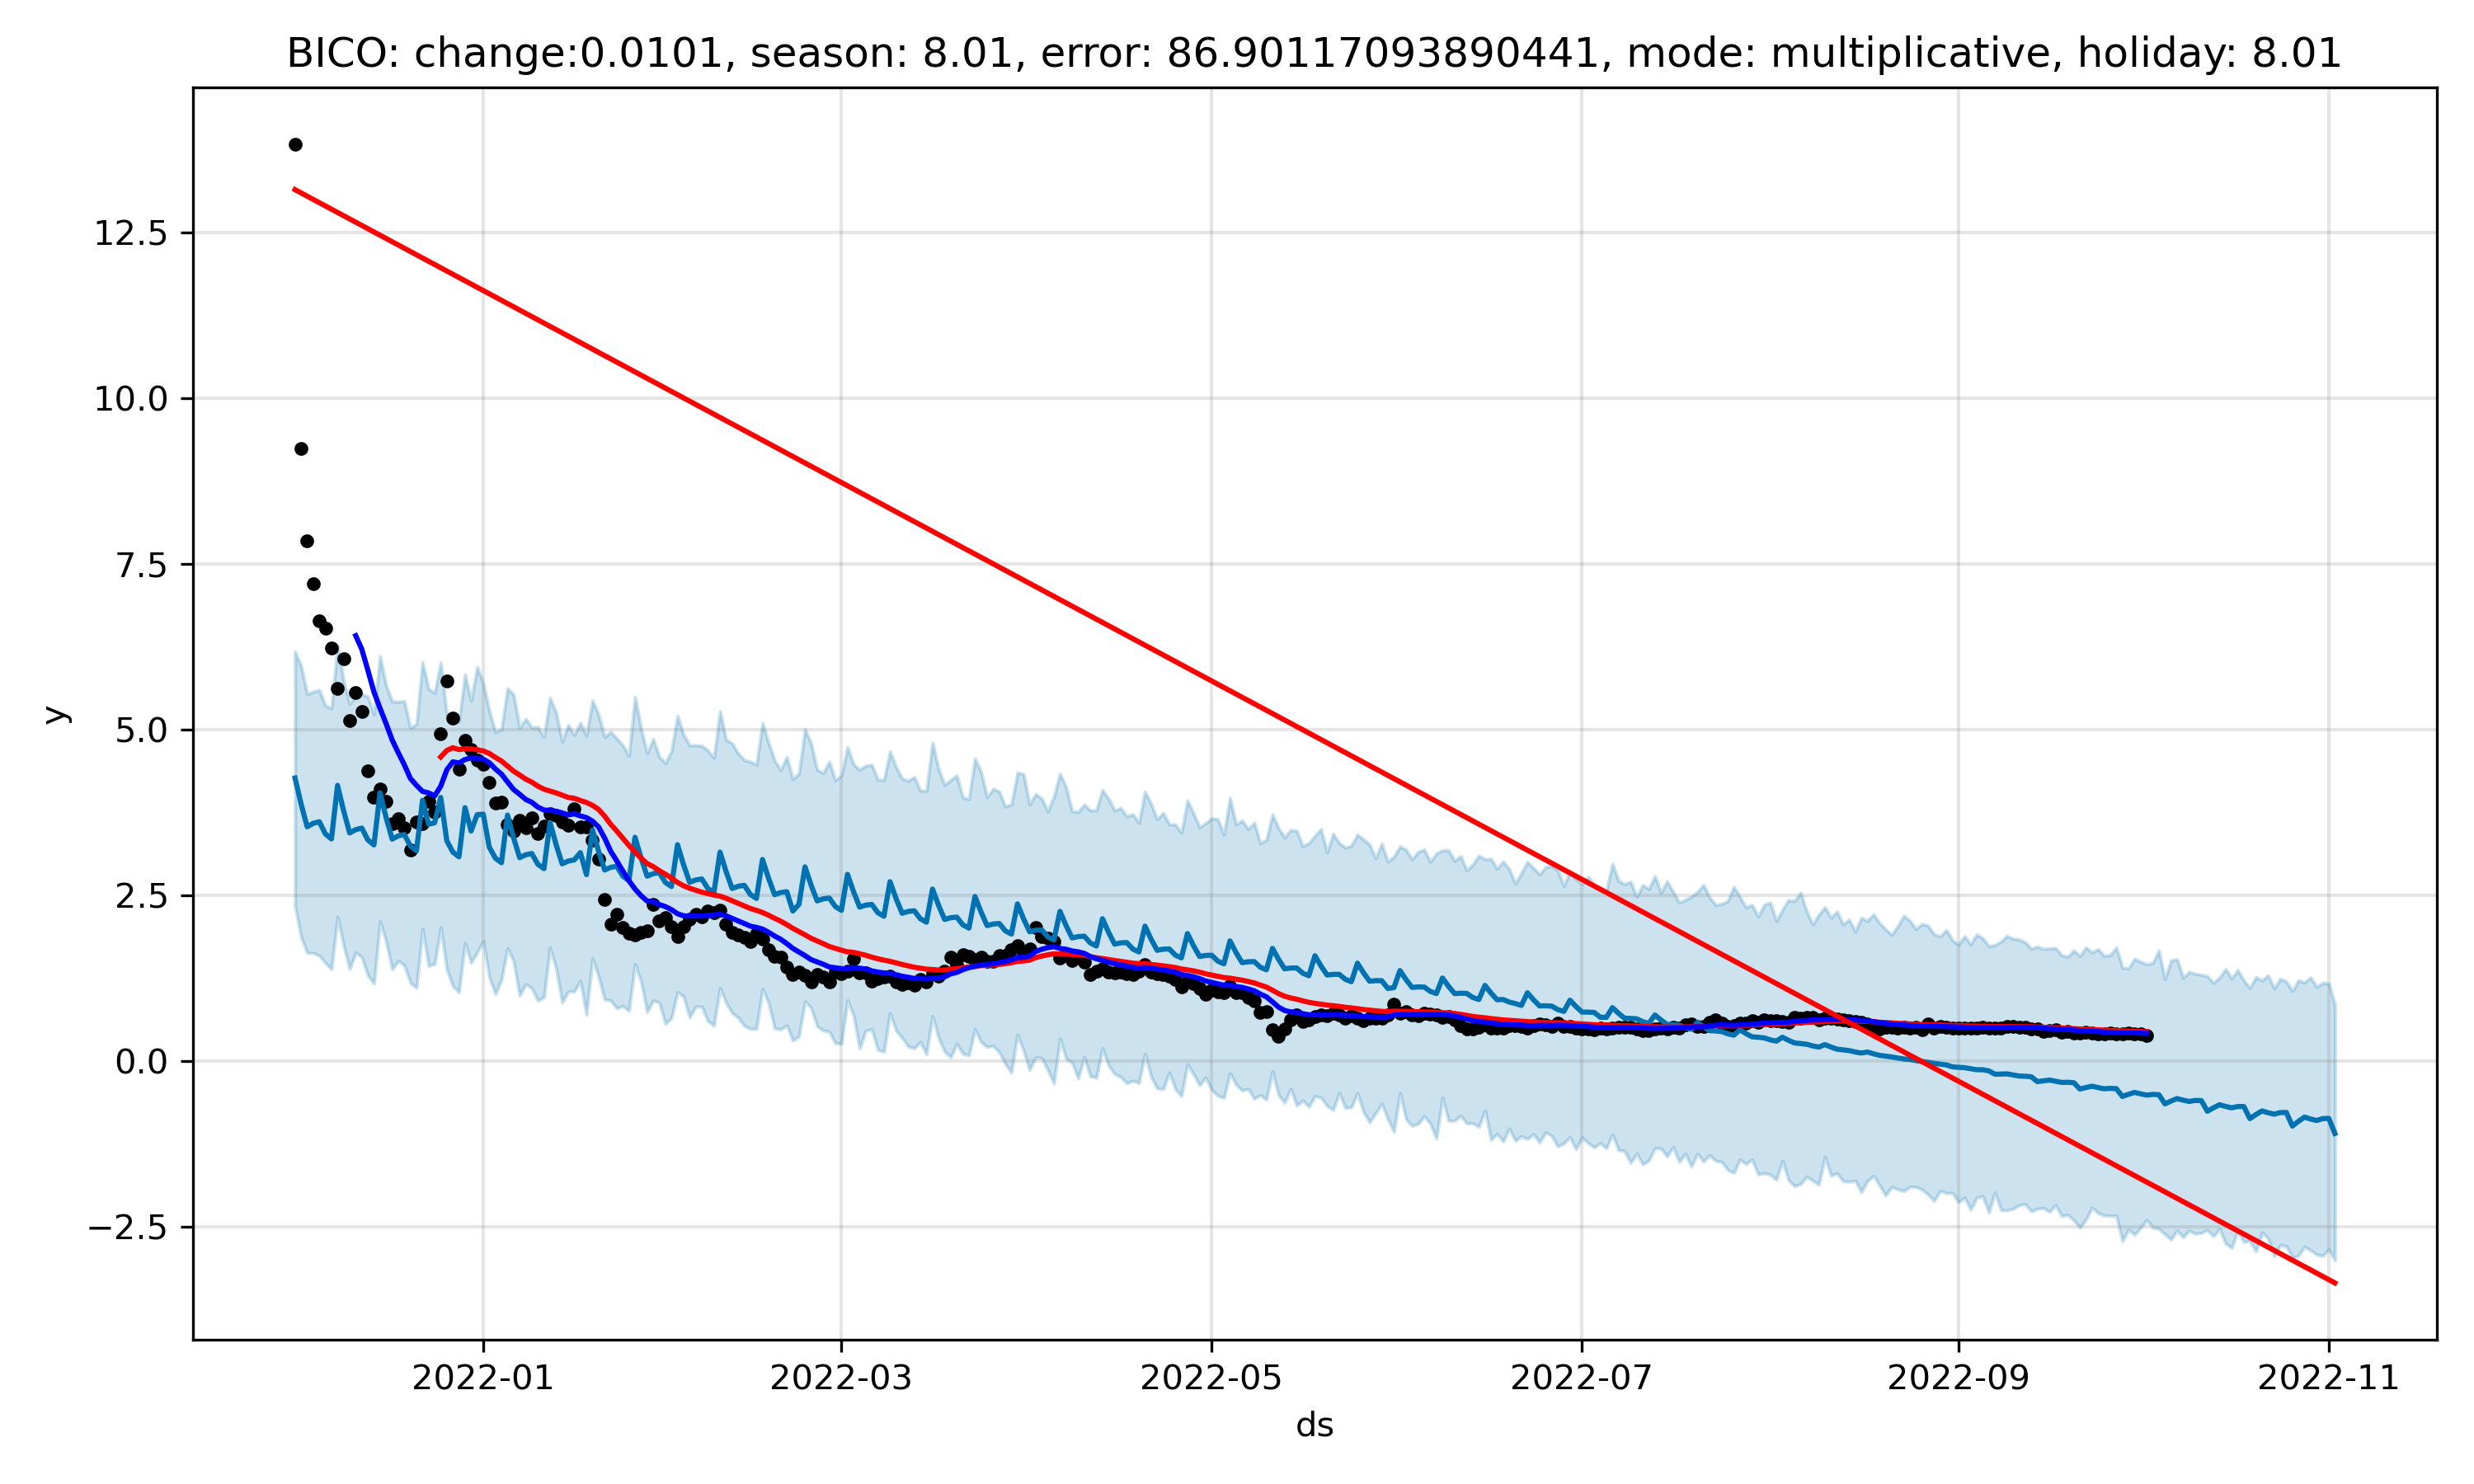 BICO: change:0.0101, season: 8.01, error: 86.90117093890441, mode: multiplicative, holiday: 8.01
12.5
10.0
7.5
5.0
2.5
0.0
−2.5
y
2022-01 2022-03 2022-05 2022-07 2022-09 2022-11
ds